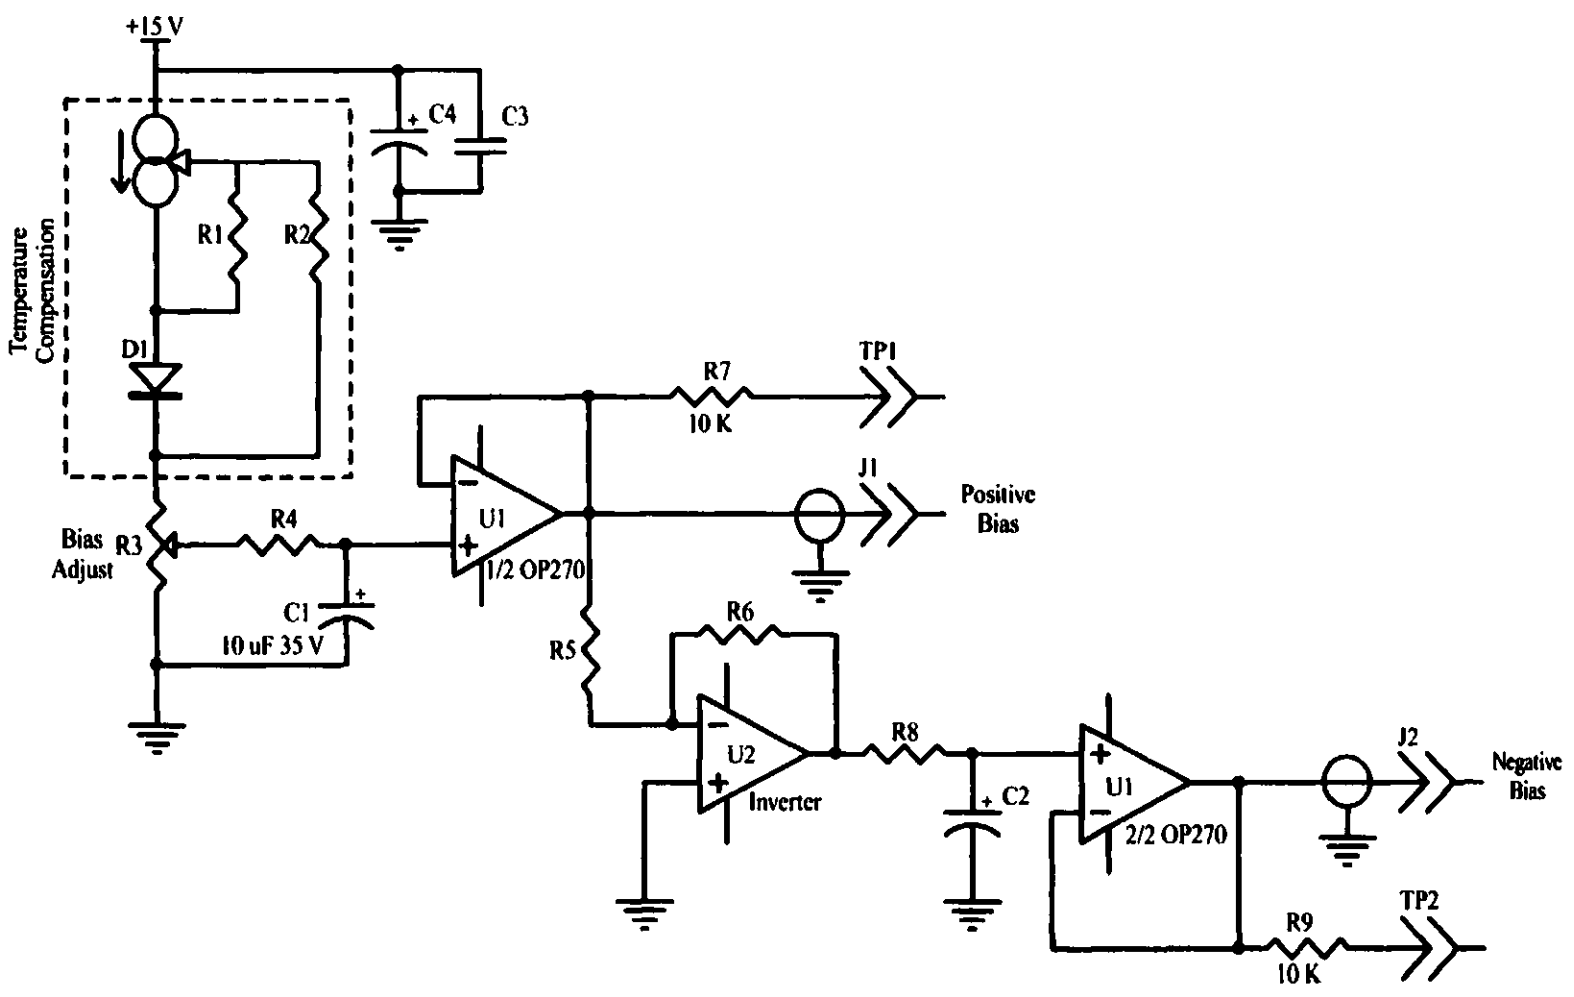 +15 V
C4
+
C3
R1
R2
Temperature
Compensation
D1
R7
10 K
TP1
J1
Positive
Bias
U1
−
+
1/2 OP270
Bias
Adjust
R3
R4
C1
+
10 uF 35 V
R5
R6
U2
−
+
Inverter
R8
C2
+
U1
+
−
2/2 OP270
J2
Negative
Bias
R9
10 K
TP2